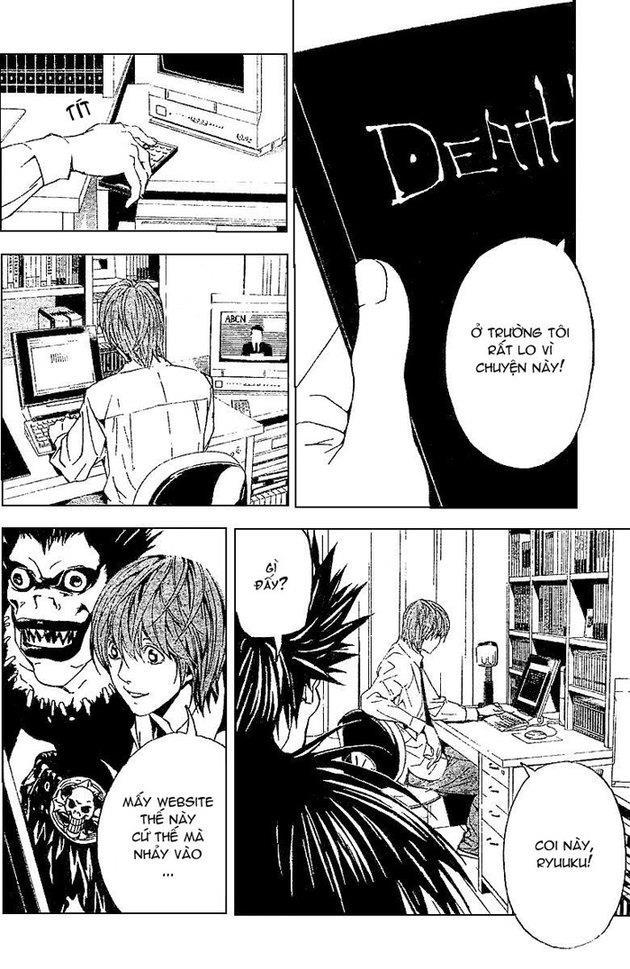 DEATH
Ở TRƯỜNG TÔI
RẤT LO VÌ
CHUYỆN NÀY!
TÍT
ABCN
COI NÀY,
RYUUKU!
GÌ
ĐẤY?
MẤY WEBSITE
THẾ NÀY
CỨ THẾ MÀ
NHẢY VÀO
...